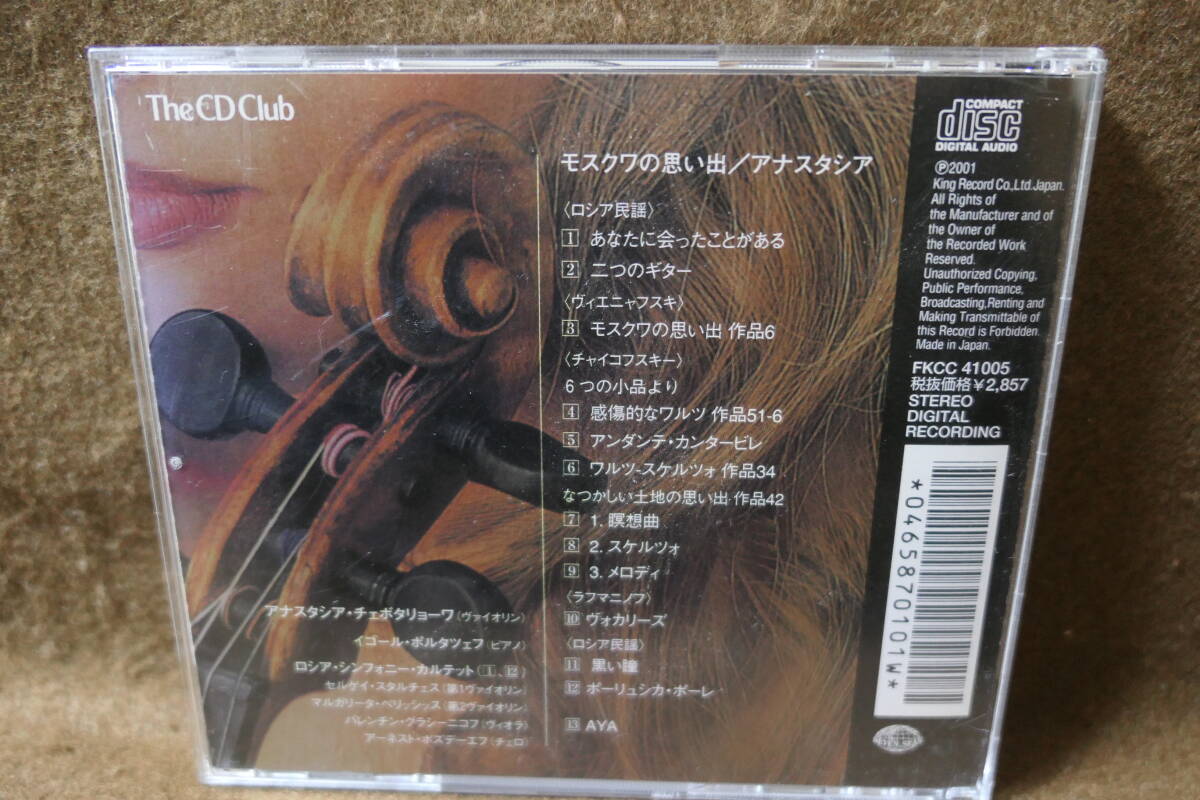 The CD Club
モスクワの思い出/アナスタシア
〈ロシア民謡〉
1 あなたに会ったことがある
2 二つのギター
〈ヴィエニャフスキ〉
3 モスクワの思い出 作品6
〈チャイコフスキー〉
6つの小品より
4 感傷的なワルツ 作品51-6
5 アンダンテ・カンタービレ
6 ワルツ-スケルツォ 作品34
なつかしい土地の思い出 作品42
7 1. 瞑想曲
8 2. スケルツォ
9 3. メロディ
〈ラフマニノフ〉
10 ヴォカリーズ
〈ロシア民謡〉
11 黒い瞳
12 ポーリュシカ・ポーレ
13 AYA
アナスタシア・チェボタリョーワ(ヴァイオリン)
イゴール・ボルタツェフ(ピアノ)
ロシア・シンフォニー・カルテット(1、12)
セルゲイ・スタルチェス(第1ヴァイオリン)
マルガリータ・ベリッシッス(第2ヴァイオリン)
バレンチン・グラシーニコフ(ヴィオラ)
アーネスト・ポズデーエフ(チェロ)
COMPACT
disc
DIGITAL AUDIO
℗2001
King Record Co.,Ltd.Japan.
All Rights of
the Manufacturer and of
the Owner of
the Recorded Work
Reserved.
Unauthorized Copying,
Public Performance,
Broadcasting,Renting and
Making Transmittable of
this Record is Forbidden.
Made in Japan.
FKCC 41005
税抜価格¥2,857
STEREO
DIGITAL
RECORDING
*0465870101W*